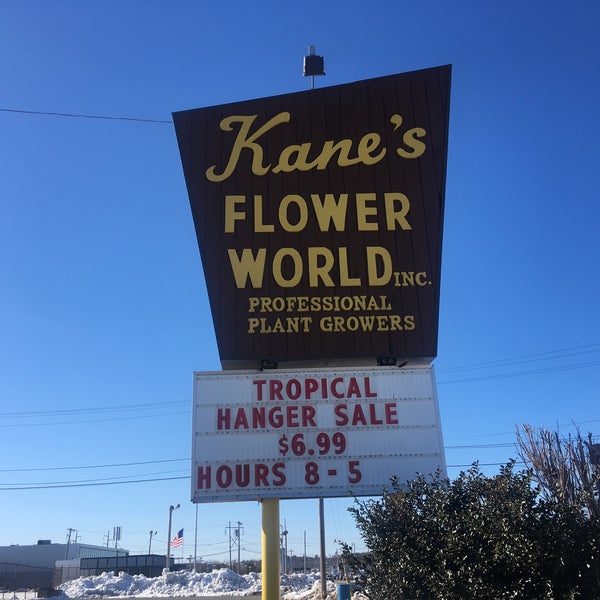 Kane's
FLOWER
WORLD INC.
PROFESSIONAL
PLANT GROWERS
TROPICAL
HANGER SALE
$6.99
HOURS 8-5